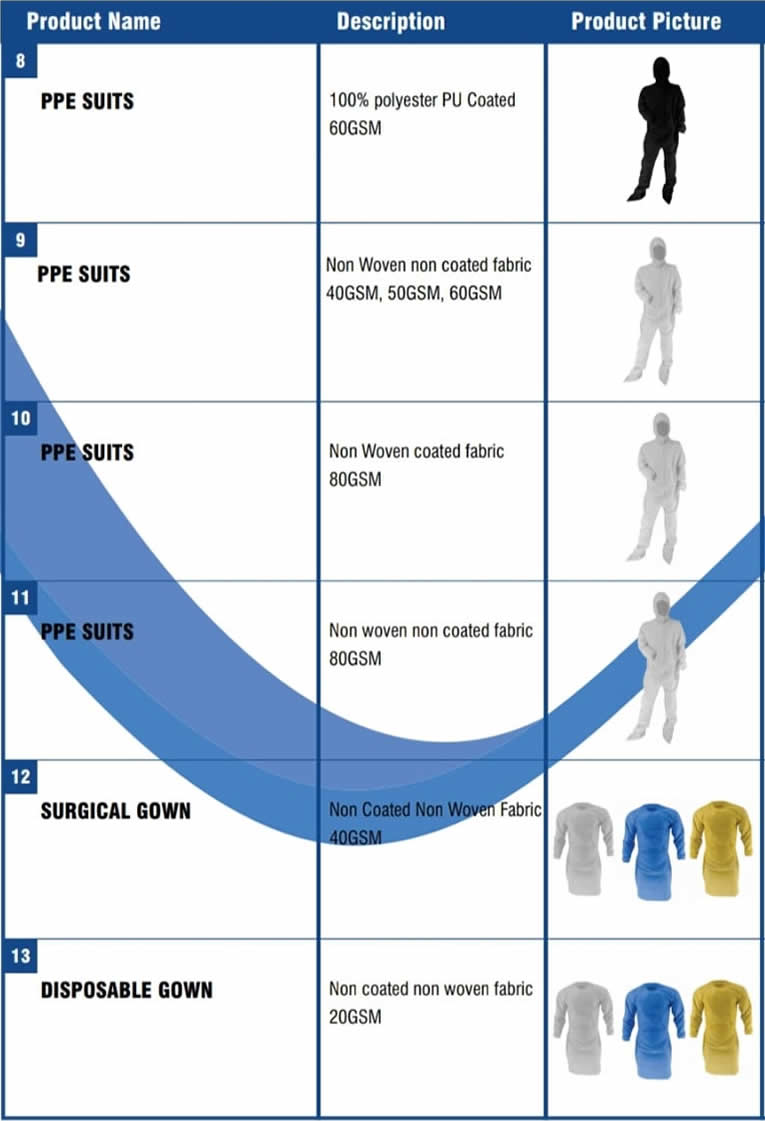 Product Name Description Product Picture
8
PPE SUITS
100% polyester PU Coated
60GSM
9
PPE SUITS
Non Woven non coated fabric
40GSM, 50GSM, 60GSM
10
PPE SUITS
Non Woven coated fabric
80GSM
11
PPE SUITS
Non woven non coated fabric
80GSM
12
SURGICAL GOWN
Non Coated Non Woven Fabric
40GSM
13
DISPOSABLE GOWN
Non coated non woven fabric
20GSM